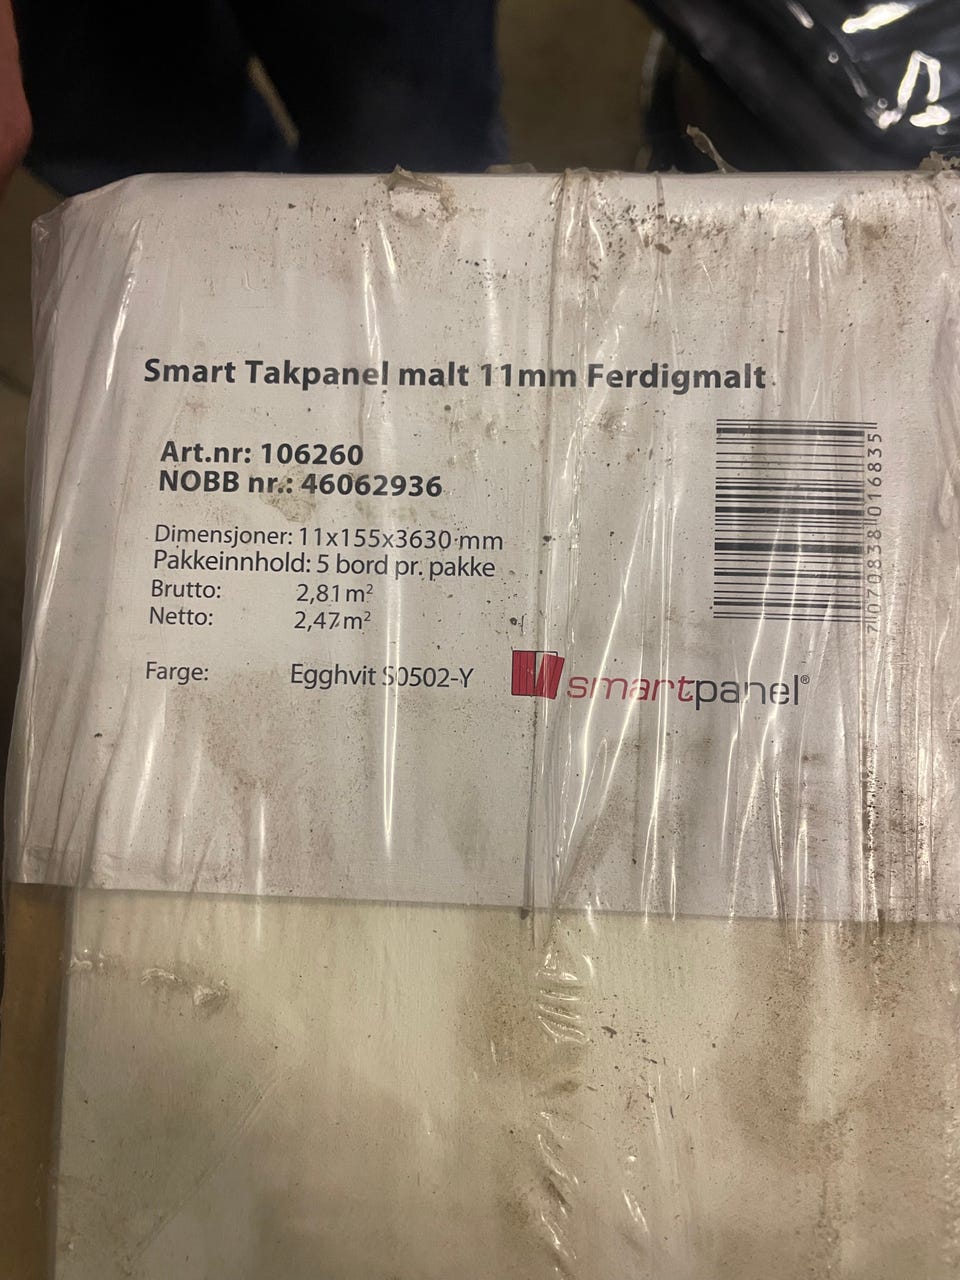 Smart Takpanel malt 11mm Ferdigmalt
Art.nr: 106260
NOBB nr.: 46062936
Dimensjoner: 11x155x3630 mm
Pakkeinnhold: 5 bord pr. pakke
Brutto: 2,81 m²
Netto: 2,47 m²
Farge: Egghvit S0502-Y
smartpanel®
7070838016835